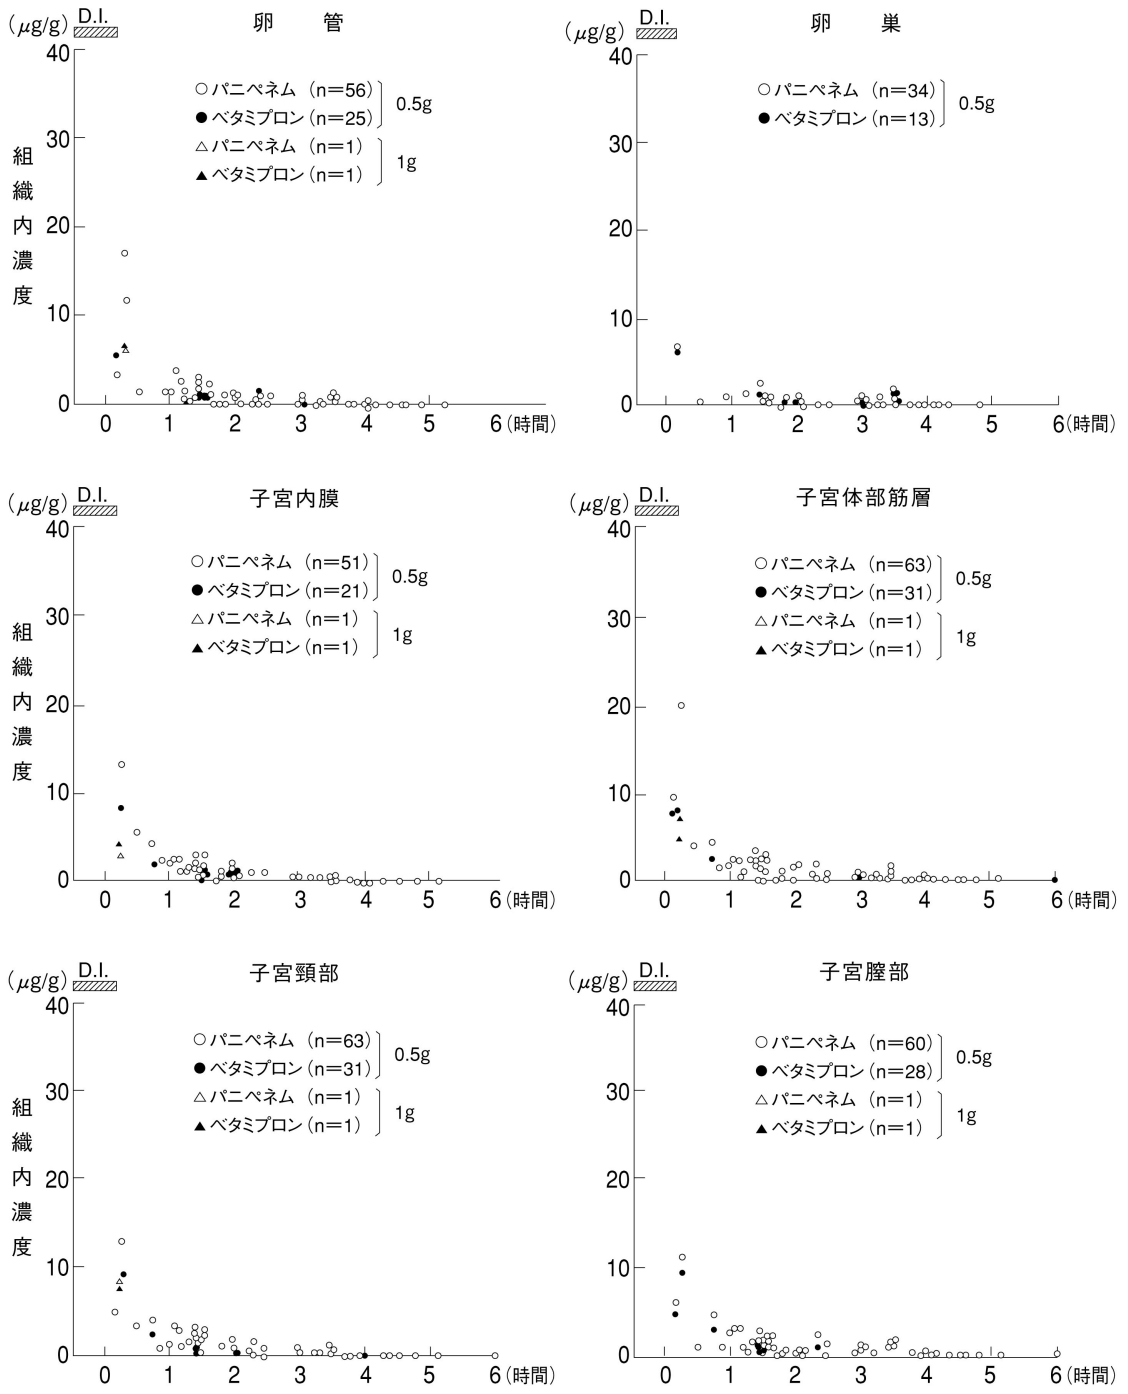 (μg/g) D.I. 卵 管
40
○パニペネム (n=56)
●ベタミプロン (n=25)
0.5g
△パニペネム (n=1)
▲ベタミプロン (n=1)
1g
30
20
10
0
組織内濃度
0 1 2 3 4 5 6 (時間)
(μg/g) D.I. 卵 巣
40
○パニペネム (n=34)
●ベタミプロン (n=13)
0.5g
30
20
10
0
0 1 2 3 4 5 6 (時間)
(μg/g) D.I. 子宮内膜
40
○パニペネム (n=51)
●ベタミプロン (n=21)
0.5g
△パニペネム (n=1)
▲ベタミプロン (n=1)
1g
30
20
10
0
組織内濃度
0 1 2 3 4 5 6 (時間)
(μg/g) D.I. 子宮体部筋層
40
○パニペネム (n=63)
●ベタミプロン (n=31)
0.5g
△パニペネム (n=1)
▲ベタミプロン (n=1)
1g
30
20
10
0
0 1 2 3 4 5 6 (時間)
(μg/g) D.I. 子宮頸部
40
○パニペネム (n=63)
●ベタミプロン (n=31)
0.5g
△パニペネム (n=1)
▲ベタミプロン (n=1)
1g
30
20
10
0
組織内濃度
0 1 2 3 4 5 6 (時間)
(μg/g) D.I. 子宮腟部
40
○パニペネム (n=60)
●ベタミプロン (n=28)
0.5g
△パニペネム (n=1)
▲ベタミプロン (n=1)
1g
30
20
10
0
0 1 2 3 4 5 6 (時間)